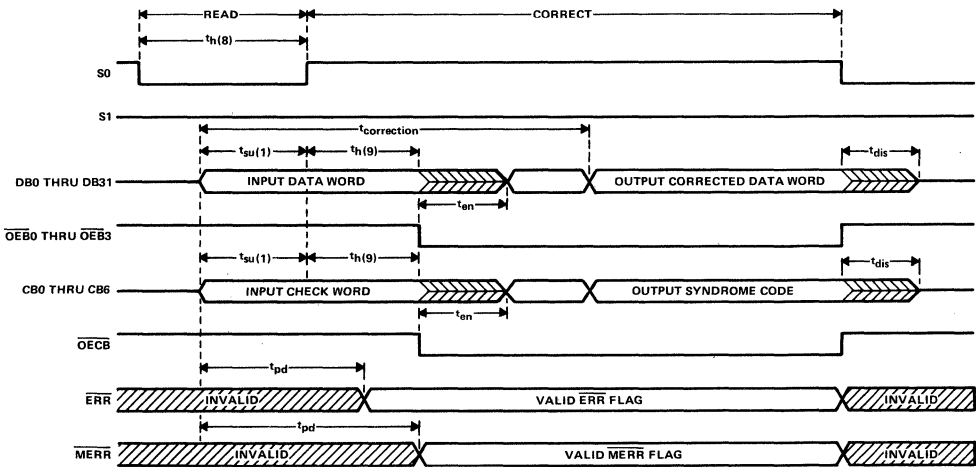 READ CORRECT
th(8)
S0
S1
tcorrection
tsu(1) th(9) tdis
DB0 THRU DB31 INPUT DATA WORD OUTPUT CORRECTED DATA WORD
ten
OEB0 THRU OEB3
tsu(1) th(9) tdis
CB0 THRU CB6 INPUT CHECK WORD OUTPUT SYNDROME CODE
ten
OECB
tpd
ERR INVALID VALID ERR FLAG INVALID
tpd
MERR INVALID VALID MERR FLAG INVALID